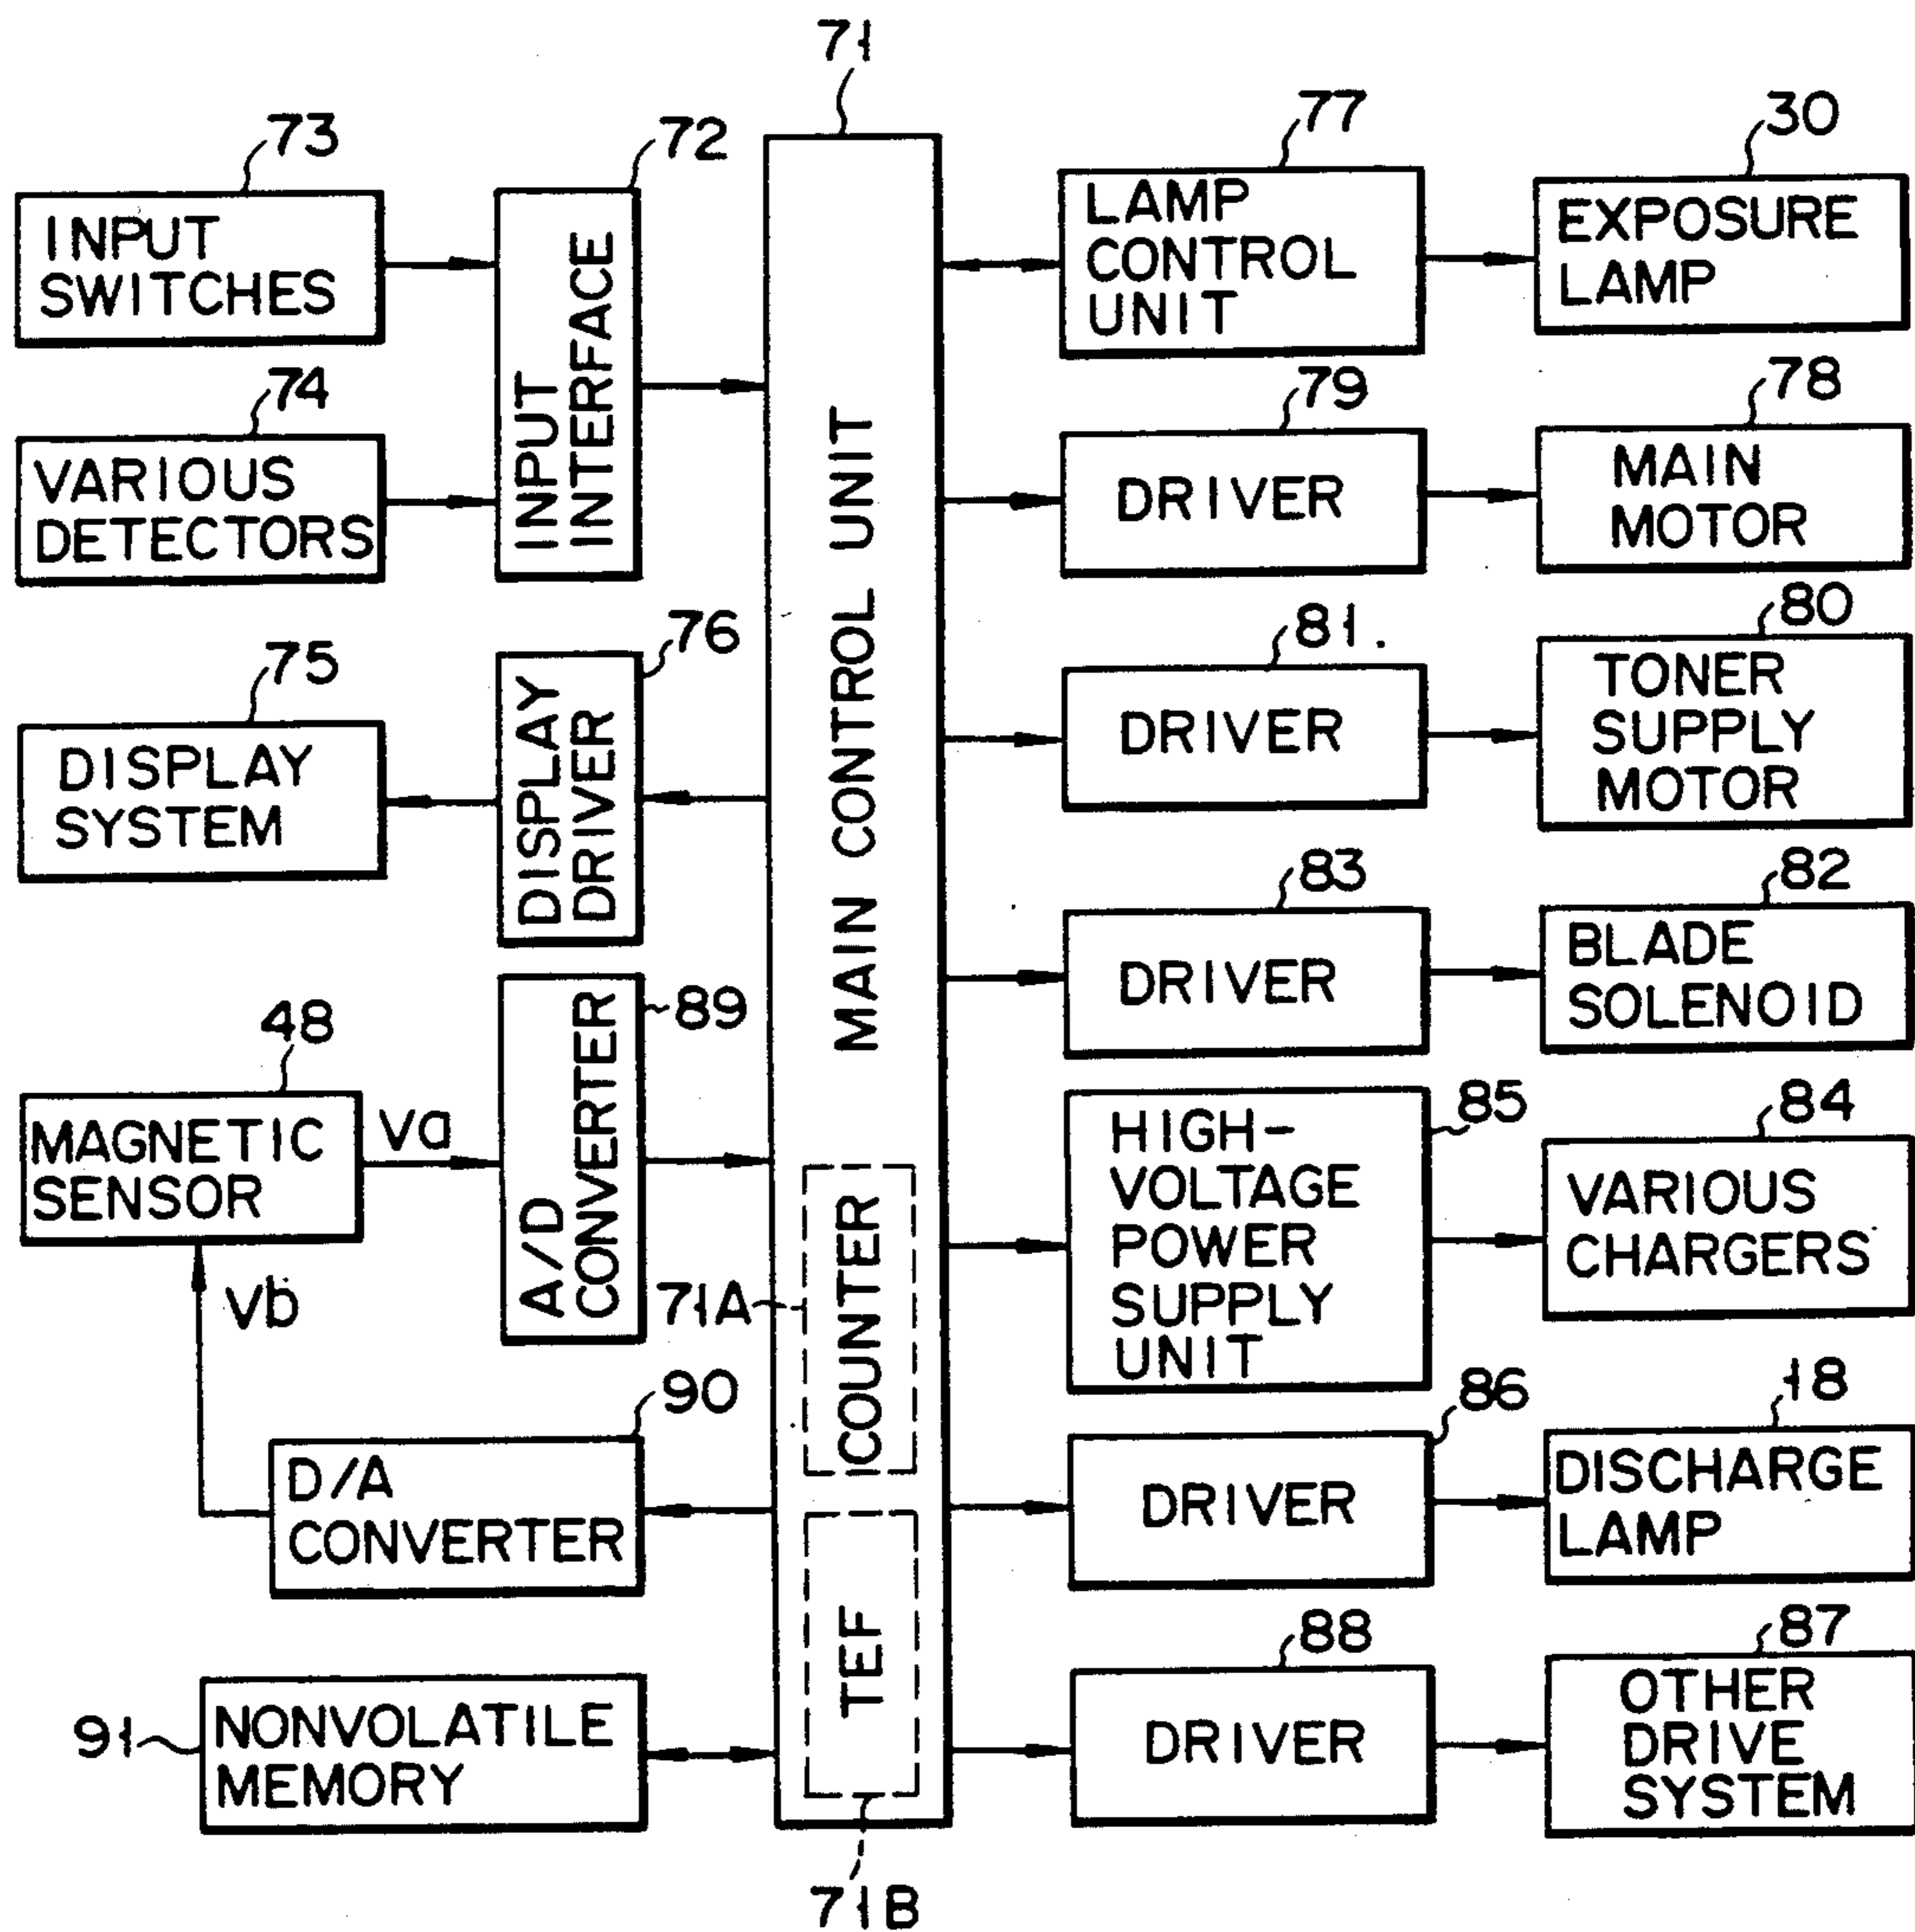 71
73
INPUT
SWITCHES
72
INPUT
INTERFACE
74
VARIOUS
DETECTORS
75
DISPLAY
SYSTEM
76
DISPLAY
DRIVER
48
MAGNETIC
SENSOR
Va
Vb
89
A/D
CONVERTER
90
D/A
CONVERTER
91
NONVOLATILE
MEMORY
MAIN CONTROL UNIT
71A
COUNTER
TEF
71B
77
LAMP
CONTROL
UNIT
30
EXPOSURE
LAMP
79
DRIVER
78
MAIN
MOTOR
81.
DRIVER
80
TONER
SUPPLY
MOTOR
83
DRIVER
82
BLADE
SOLENOID
85
HIGH-
VOLTAGE
POWER
SUPPLY
UNIT
84
VARIOUS
CHARGERS
86
DRIVER
18
DISCHARGE
LAMP
88
DRIVER
87
OTHER
DRIVE
SYSTEM